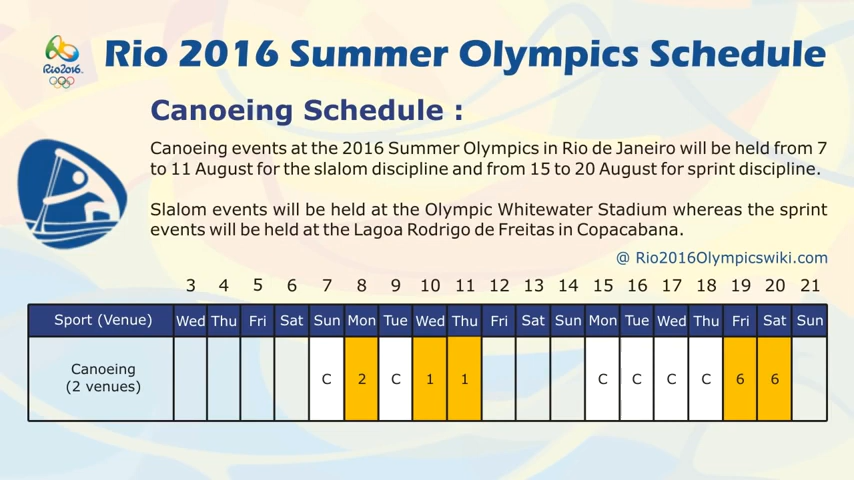 Rio 2016 Summer Olympics Schedule
Rio2016
Canoeing Schedule :
Canoeing events at the 2016 Summer Olympics in Rio de Janeiro will be held from 7
to 11 August for the slalom discipline and from 15 to 20 August for sprint discipline.
Slalom events will be held at the Olympic Whitewater Stadium whereas the sprint
events will be held at the Lagoa Rodrigo de Freitas in Copacabana.
@ Rio2016Olympicswiki.com
3 4 5 6 7 8 9 10 11 12 13 14 15 16 17 18 19 20 21
Sport (Venue) Wed Thu Fri Sat Sun Mon Tue Wed Thu Fri Sat Sun Mon Tue Wed Thu Fri Sat Sun
Canoeing
(2 venues) C 2 C 1 1 C C C C 6 6